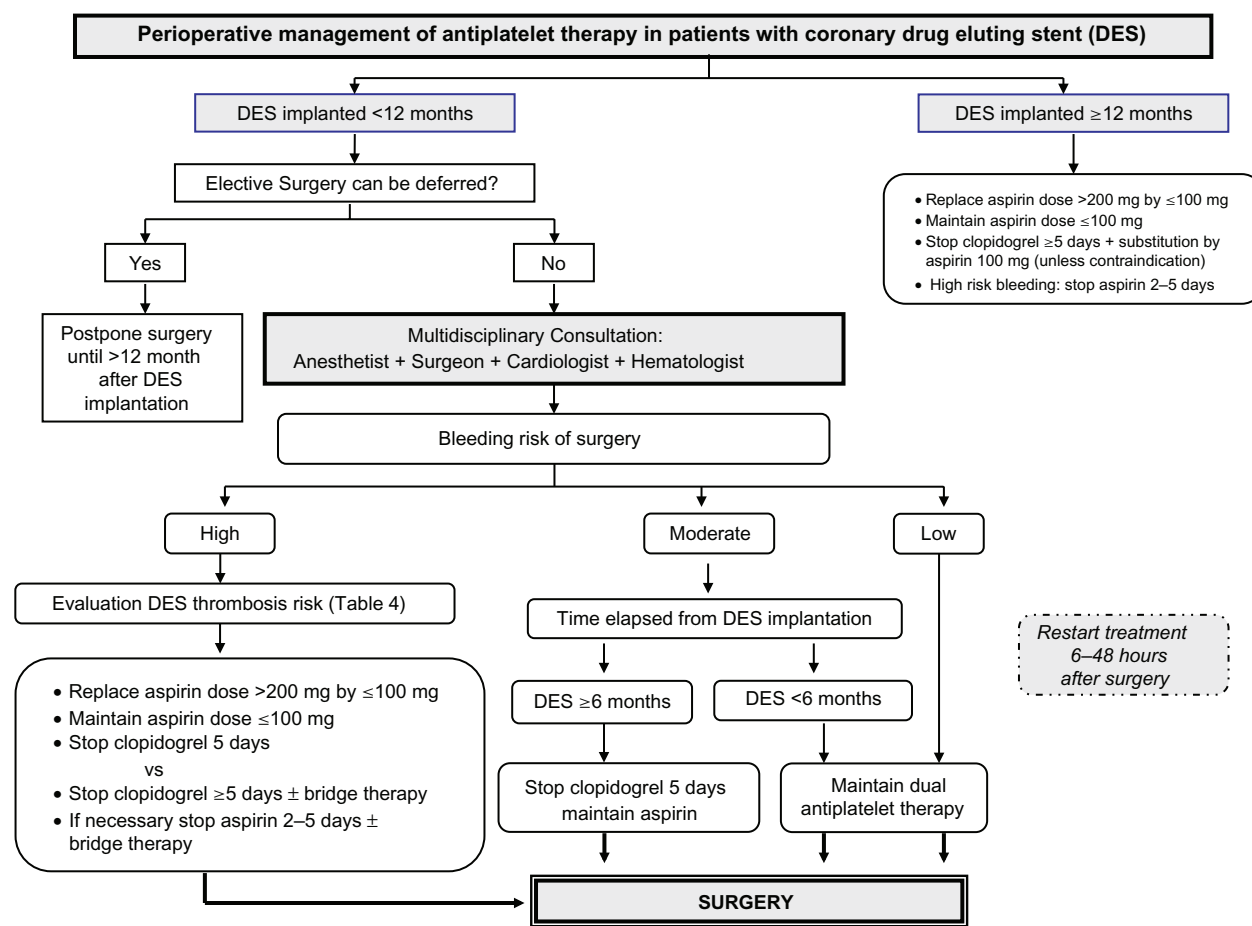 Perioperative management of antiplatelet therapy in patients with coronary drug eluting stent (DES)
DES implanted <12 months
DES implanted ≥12 months
Elective Surgery can be deferred?
• Replace aspirin dose >200 mg by ≤100 mg
• Maintain aspirin dose ≤100 mg
• Stop clopidogrel ≥5 days + substitution by
aspirin 100 mg (unless contraindication)
• High risk bleeding: stop aspirin 2–5 days
Yes
No
Postpone surgery
until >12 month
after DES
implantation
Multidisciplinary Consultation:
Anesthetist + Surgeon + Cardiologist + Hematologist
Bleeding risk of surgery
High
Moderate
Low
Evaluation DES thrombosis risk (Table 4)
Time elapsed from DES implantation
Restart treatment
6–48 hours
after surgery
• Replace aspirin dose >200 mg by ≤100 mg
• Maintain aspirin dose ≤100 mg
• Stop clopidogrel 5 days
vs
• Stop clopidogrel ≥5 days ± bridge therapy
• If necessary stop aspirin 2–5 days ±
bridge therapy
DES ≥6 months
DES <6 months
Stop clopidogrel 5 days
maintain aspirin
Maintain dual
antiplatelet therapy
SURGERY